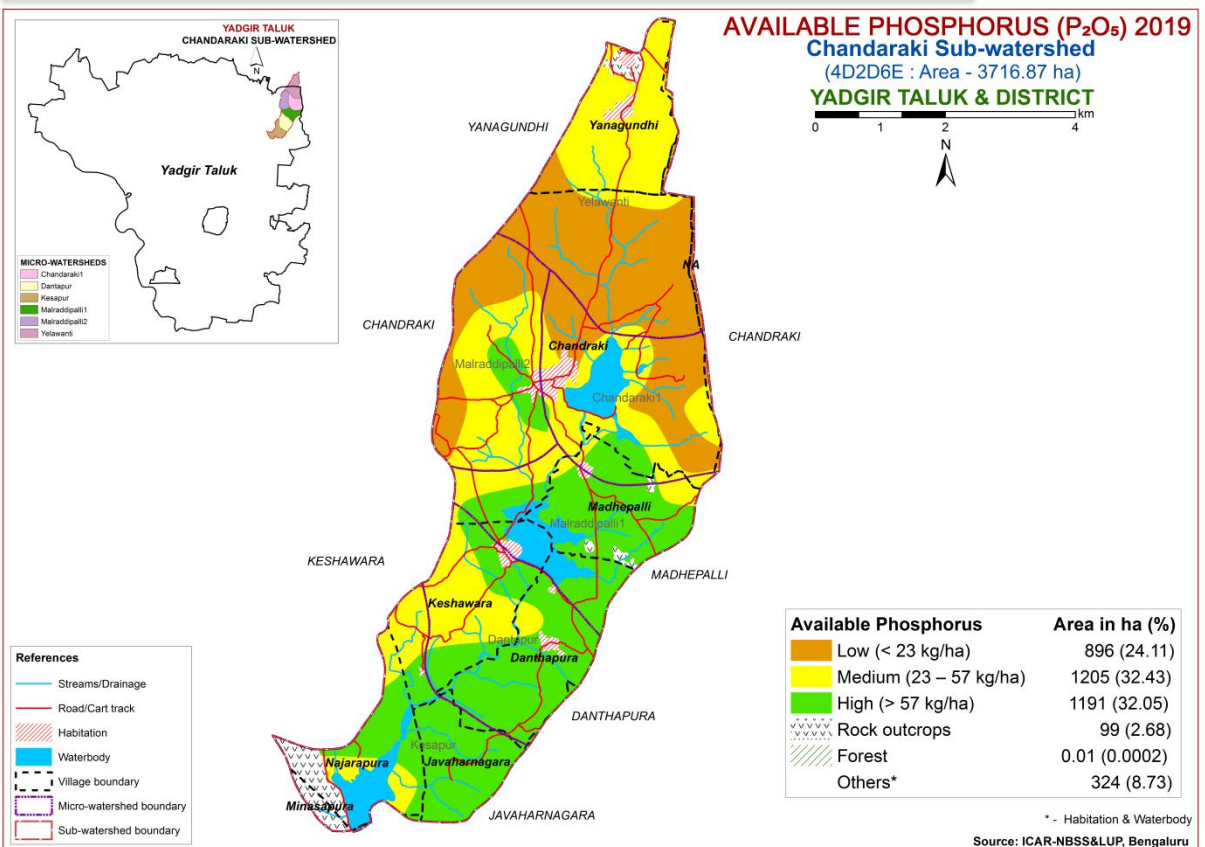 YADGIR TALUK
CHANDARAKI SUB-WATERSHED
N
Yadgir Taluk
MICRO-WATERSHEDS
Chandaraki1
Dantapur
Kesapur
Malraddipalli1
Malraddipalli2
Yelawanti
AVAILABLE PHOSPHORUS (P₂O₅) 2019
Chandaraki Sub-watershed
(4D2D6E : Area - 3716.87 ha)
YADGIR TALUK & DISTRICT
km
0 1 2 4
N
YANAGUNDHI
Yanagundhi
Yelawanti
NA
CHANDRAKI
CHANDRAKI
Chandraki
Malraddipalli2
Chandaraki1
Madhepalli
Malraddipalli1
KESHAWARA
MADHEPALLI
Keshawara
Dantapur
Danthapura
DANTHAPURA
Kesapur
Najarapura
Javaharnagara
Minasapura
JAVAHARNAGARA
References
Streams/Drainage
Road/Cart track
Habitation
Waterbody
Village boundary
Micro-watershed boundary
Sub-watershed boundary
Available Phosphorus Area in ha (%)
Low (< 23 kg/ha) 896 (24.11)
Medium (23 – 57 kg/ha) 1205 (32.43)
High (> 57 kg/ha) 1191 (32.05)
Rock outcrops 99 (2.68)
Forest 0.01 (0.0002)
Others* 324 (8.73)
* - Habitation & Waterbody
Source: ICAR-NBSS&LUP, Bengaluru